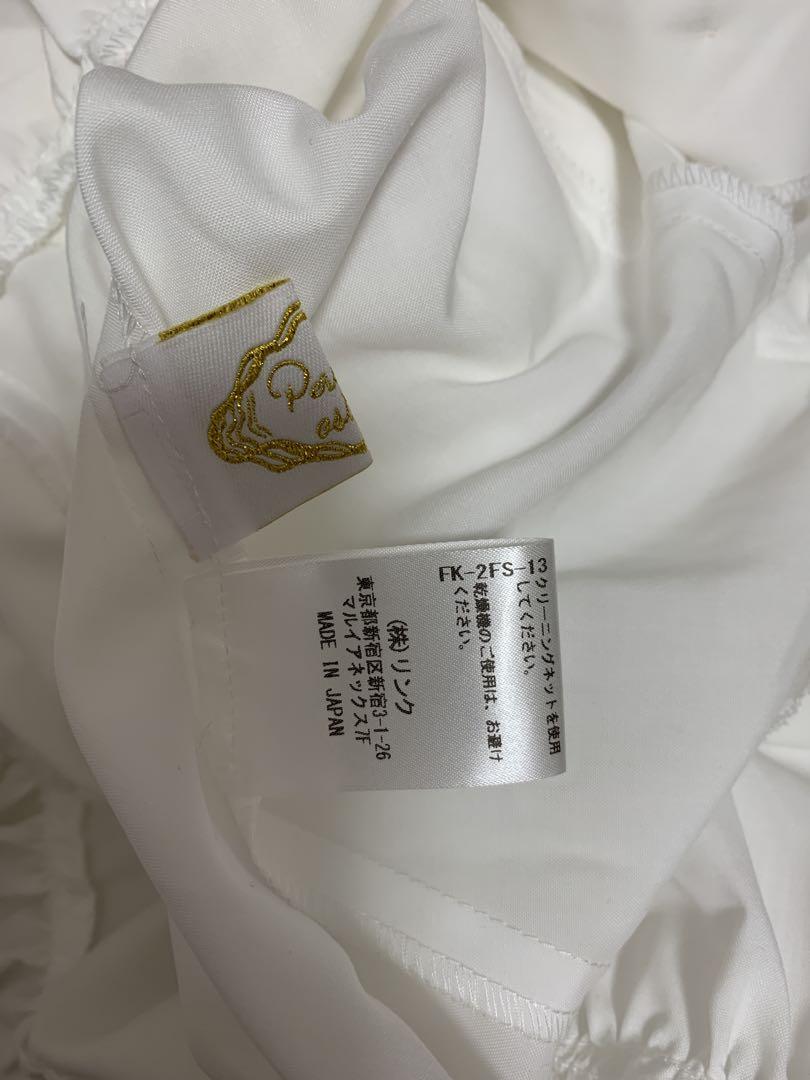 クリーニングネットを使用
してください。
乾燥機のご使用は、お避け
ください。
FK-2FS-13
(株)リンク
東京都新宿区新宿3-1-26
マルイアネックス7F
MADE IN JAPAN